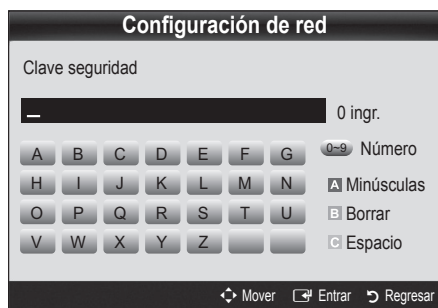 Configuración de red
Clave seguridad
0 ingr.
A B C D E F G 0~9 Número
H I J K L M N A Minúsculas
O P Q R S T U B Borrar
V W X Y Z C Espacio
Mover Entrar Regresar